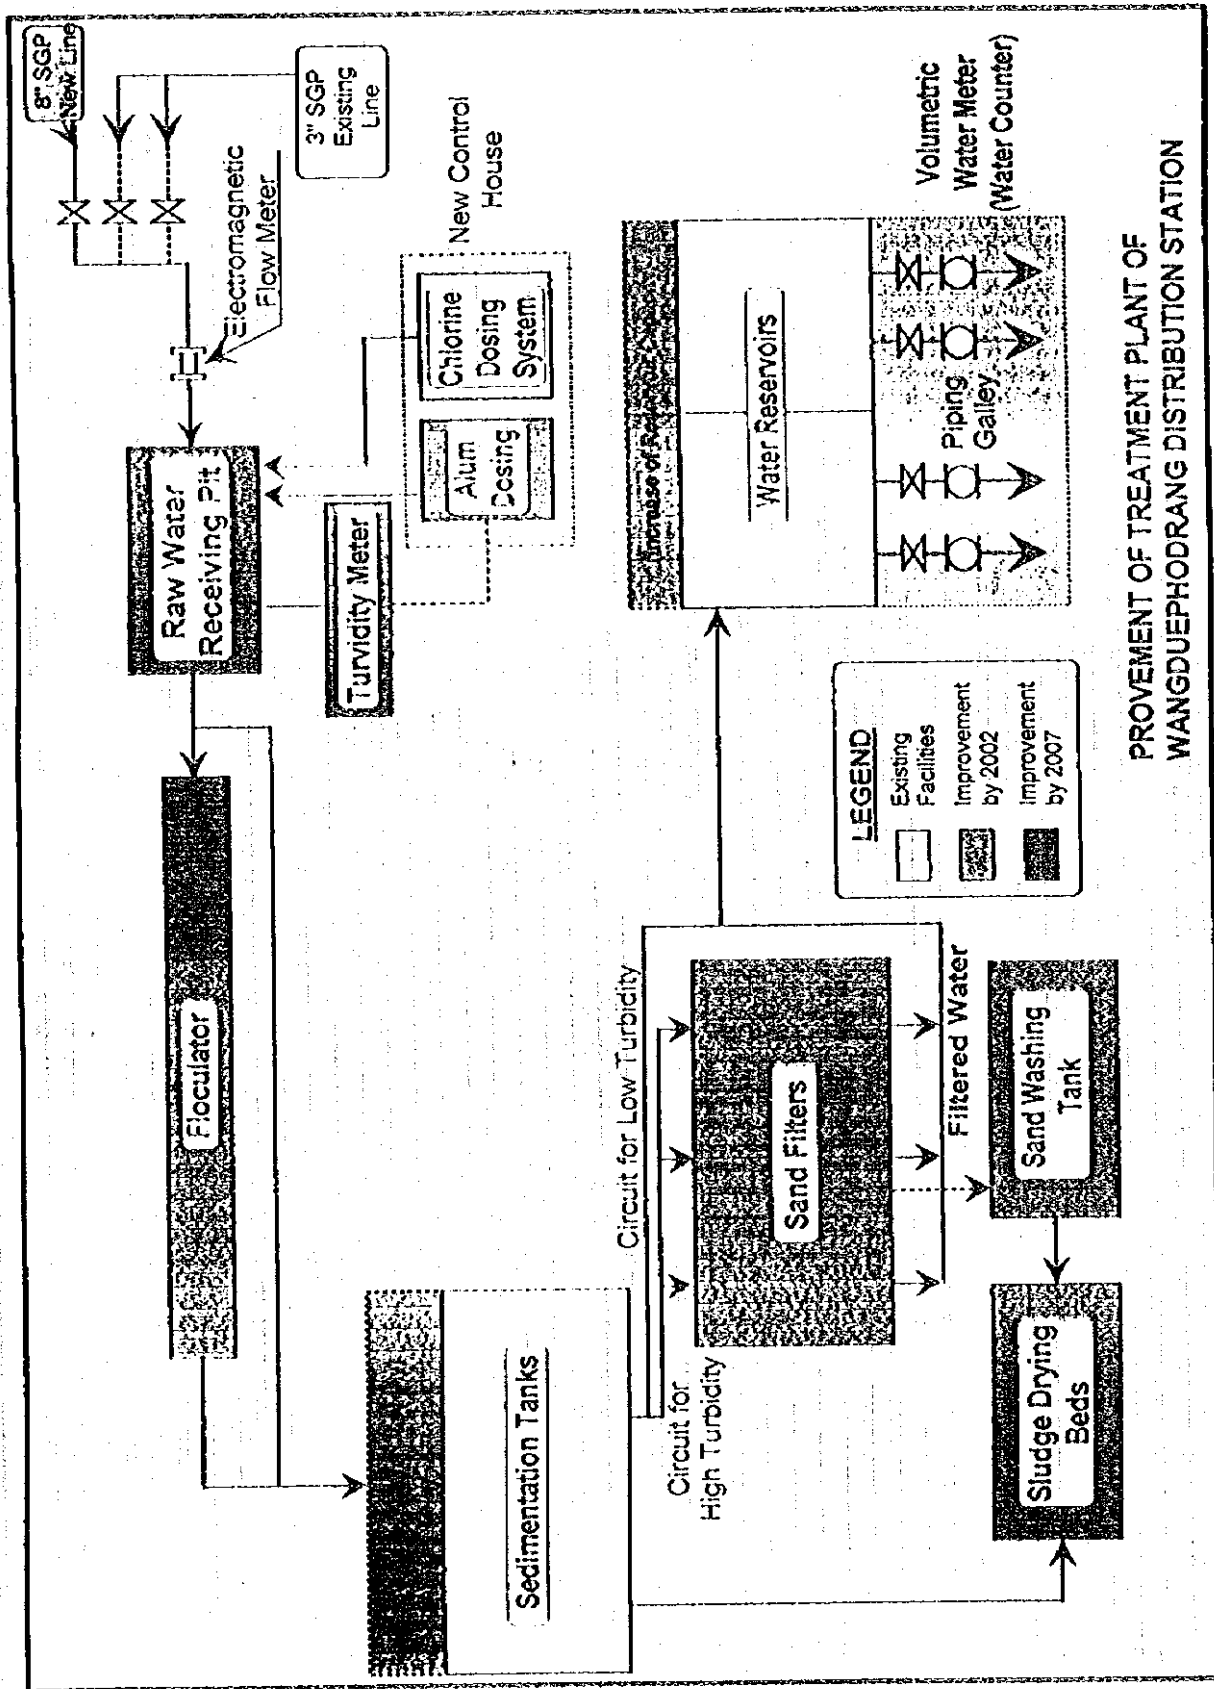 8" SGP
New Line
3" SGP
Existing
Line
Electromagnetic
Flow Meter
New Control
House
Chlorine
Dosing
System
Alum
Dosing
Raw Water
Receiving Pit
Turvidity Meter
Floculator
Sedimentation Tanks
Circuit for Low Turbidity
Circuit for
High Turbidity
Sand Filters
Filtered Water
Sand Washing
Tank
Sludge Drying
Beds
Increase of
Water Reservoirs
Piping
Galley
Volumetric
Water Meter
(Water Counter)
LEGEND
Existing
Facilities
Improvement
by 2002
Improvement
by 2007
PROVEMENT OF TREATMENT PLANT OF
WANGDUEPHODRANG DISTRIBUTION STATION